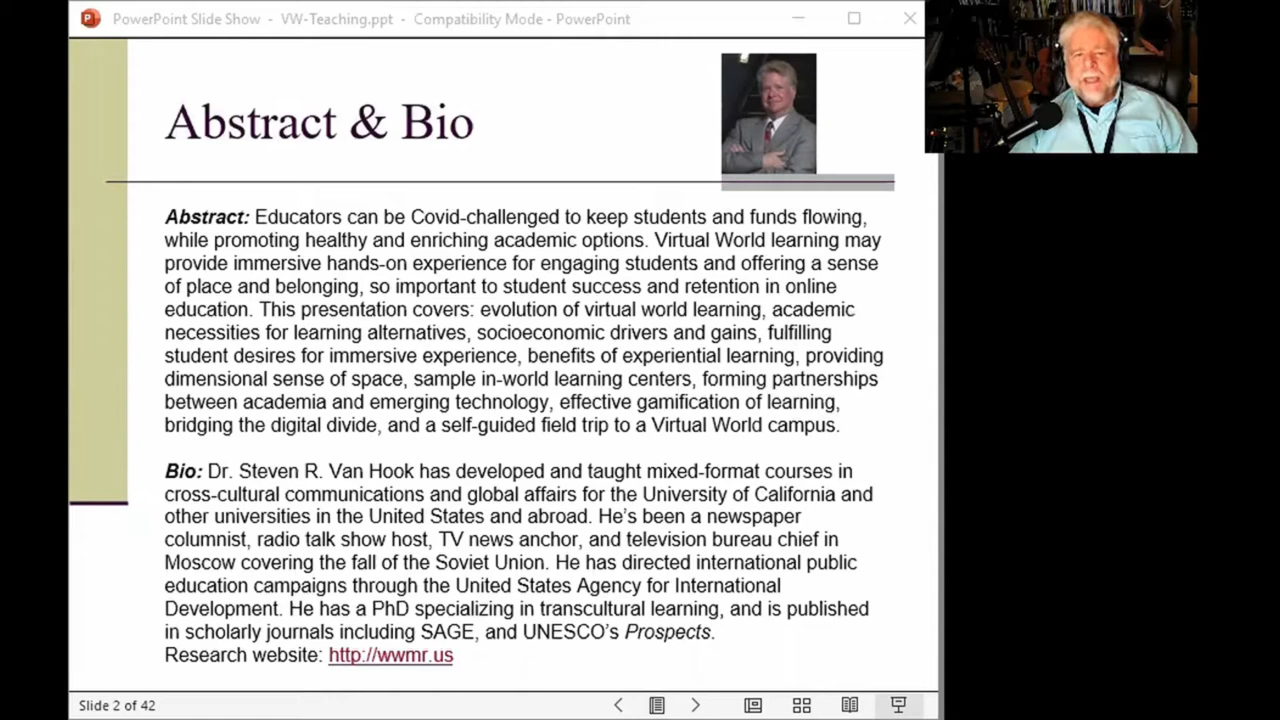 PowerPoint Slide Show - VW-Teaching.ppt - Compatibility Mode - PowerPoint
Abstract & Bio
Abstract: Educators can be Covid-challenged to keep students and funds flowing,
while promoting healthy and enriching academic options. Virtual World learning may
provide immersive hands-on experience for engaging students and offering a sense
of place and belonging, so important to student success and retention in online
education. This presentation covers: evolution of virtual world learning, academic
necessities for learning alternatives, socioeconomic drivers and gains, fulfilling
student desires for immersive experience, benefits of experiential learning, providing
dimensional sense of space, sample in-world learning centers, forming partnerships
between academia and emerging technology, effective gamification of learning,
bridging the digital divide, and a self-guided field trip to a Virtual World campus.
Bio: Dr. Steven R. Van Hook has developed and taught mixed-format courses in
cross-cultural communications and global affairs for the University of California and
other universities in the United States and abroad. He's been a newspaper
columnist, radio talk show host, TV news anchor, and television bureau chief in
Moscow covering the fall of the Soviet Union. He has directed international public
education campaigns through the United States Agency for International
Development. He has a PhD specializing in transcultural learning, and is published
in scholarly journals including SAGE, and UNESCO's Prospects.
Research website: http://wwmr.us
Slide 2 of 42